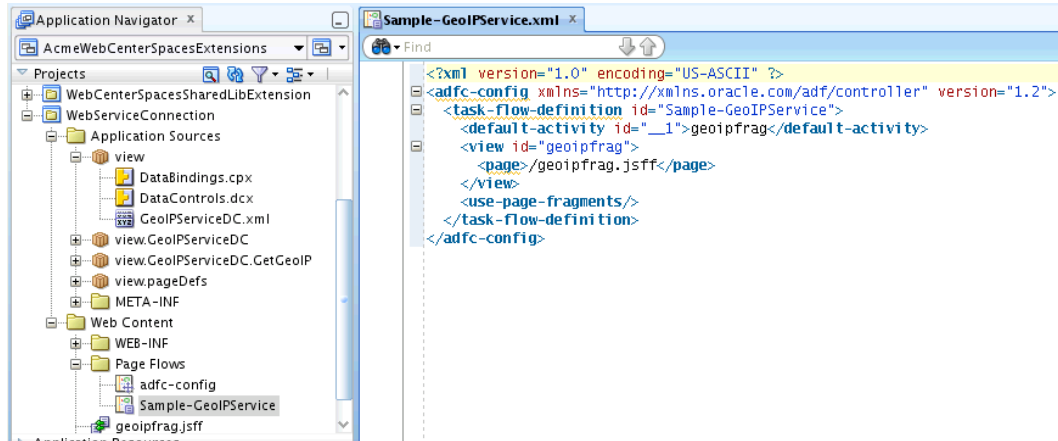 Application Navigator x
AcmeWebCenterSpacesExtensions
Projects
WebCenterSpacesSharedLibExtension
WebServiceConnection
Application Sources
view
DataBindings.cpx
DataControls.dcx
GeoIPServiceDC.xml
view.GeoIPServiceDC
view.GeoIPServiceDC.GetGeoIP
view.pageDefs
META-INF
Web Content
WEB-INF
Page Flows
adfc-config
Sample-GeoIPService
geoipfrag.jsff
Application Resources
Sample-GeoIPService.xml x
Find
<?xml version="1.0" encoding="US-ASCII" ?>
<adfc-config xmlns="http://xmlns.oracle.com/adf/controller" version="1.2">
<task-flow-definition id="Sample-GeoIPService">
<default-activity id="__1">geoipfrag</default-activity>
<view id="geoipfrag">
<page>/geoipfrag.jsff</page>
</view>
<use-page-fragments/>
</task-flow-definition>
</adfc-config>